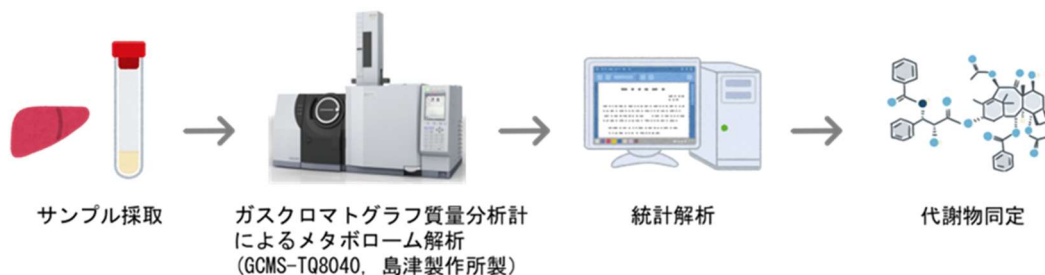 サンプル採取
ガスクロマトグラフ質量分析計
によるメタボローム解析
(GCMS-TQ8040, 島津製作所製)
統計解析
代謝物同定